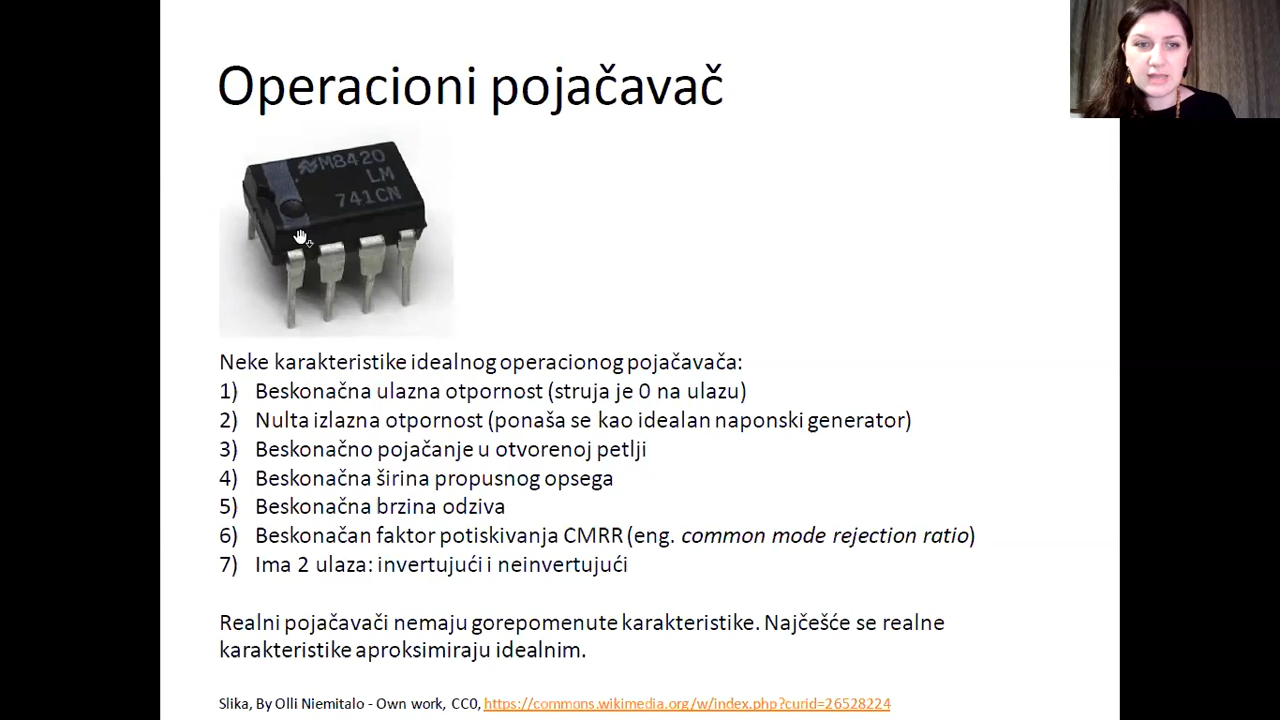 Operacioni pojačavač
M8420
LM
741CN
Neke karakteristike idealnog operacionog pojačavača:
1) Beskonačna ulazna otpornost (struja je 0 na ulazu)
2) Nulta izlazna otpornost (ponaša se kao idealan naponski generator)
3) Beskonačno pojačanje u otvorenoj petlji
4) Beskonačna širina propusnog opsega
5) Beskonačna brzina odziva
6) Beskonačan faktor potiskivanja CMRR (eng. common mode rejection ratio)
7) Ima 2 ulaza: invertujući i neinvertujući
Realni pojačavači nemaju gorepomenute karakteristike. Najčešće se realne
karakteristike aproksimiraju idealnim.
Slika, By Olli Niemitalo - Own work, CC0, https://commons.wikimedia.org/w/index.php?curid=26528224